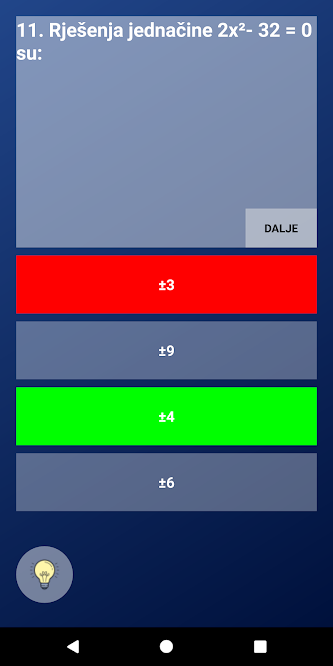 11. Rješenja jednačine 2x²- 32 = 0
su:
DALJE
±3
±9
±4
±6